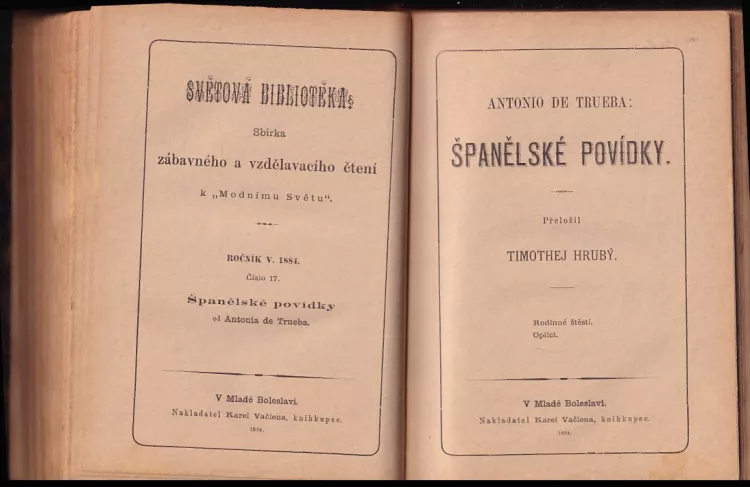 SVĚTOVÁ BIBLIOTÉKA:
Sbírka
zábavného a vzdělavacího čtení
k „Modnímu Světu“.
ROČNÍK V. 1884.
Číslo 17.
Španělské povídky
od Antonia de Trueba.
V Mladé Boleslavi.
Nakladatel Karel Vačlena, knihkupec.
1884.
ANTONIO DE TRUEBA:
ŠPANĚLSKÉ POVÍDKY.
Přeložil
TIMOTHEJ HRUBÝ.
Rodinné štěstí.
Opilci.
V Mladé Boleslavi.
Nakladatel Karel Vačlena, knihkupec.
1884.